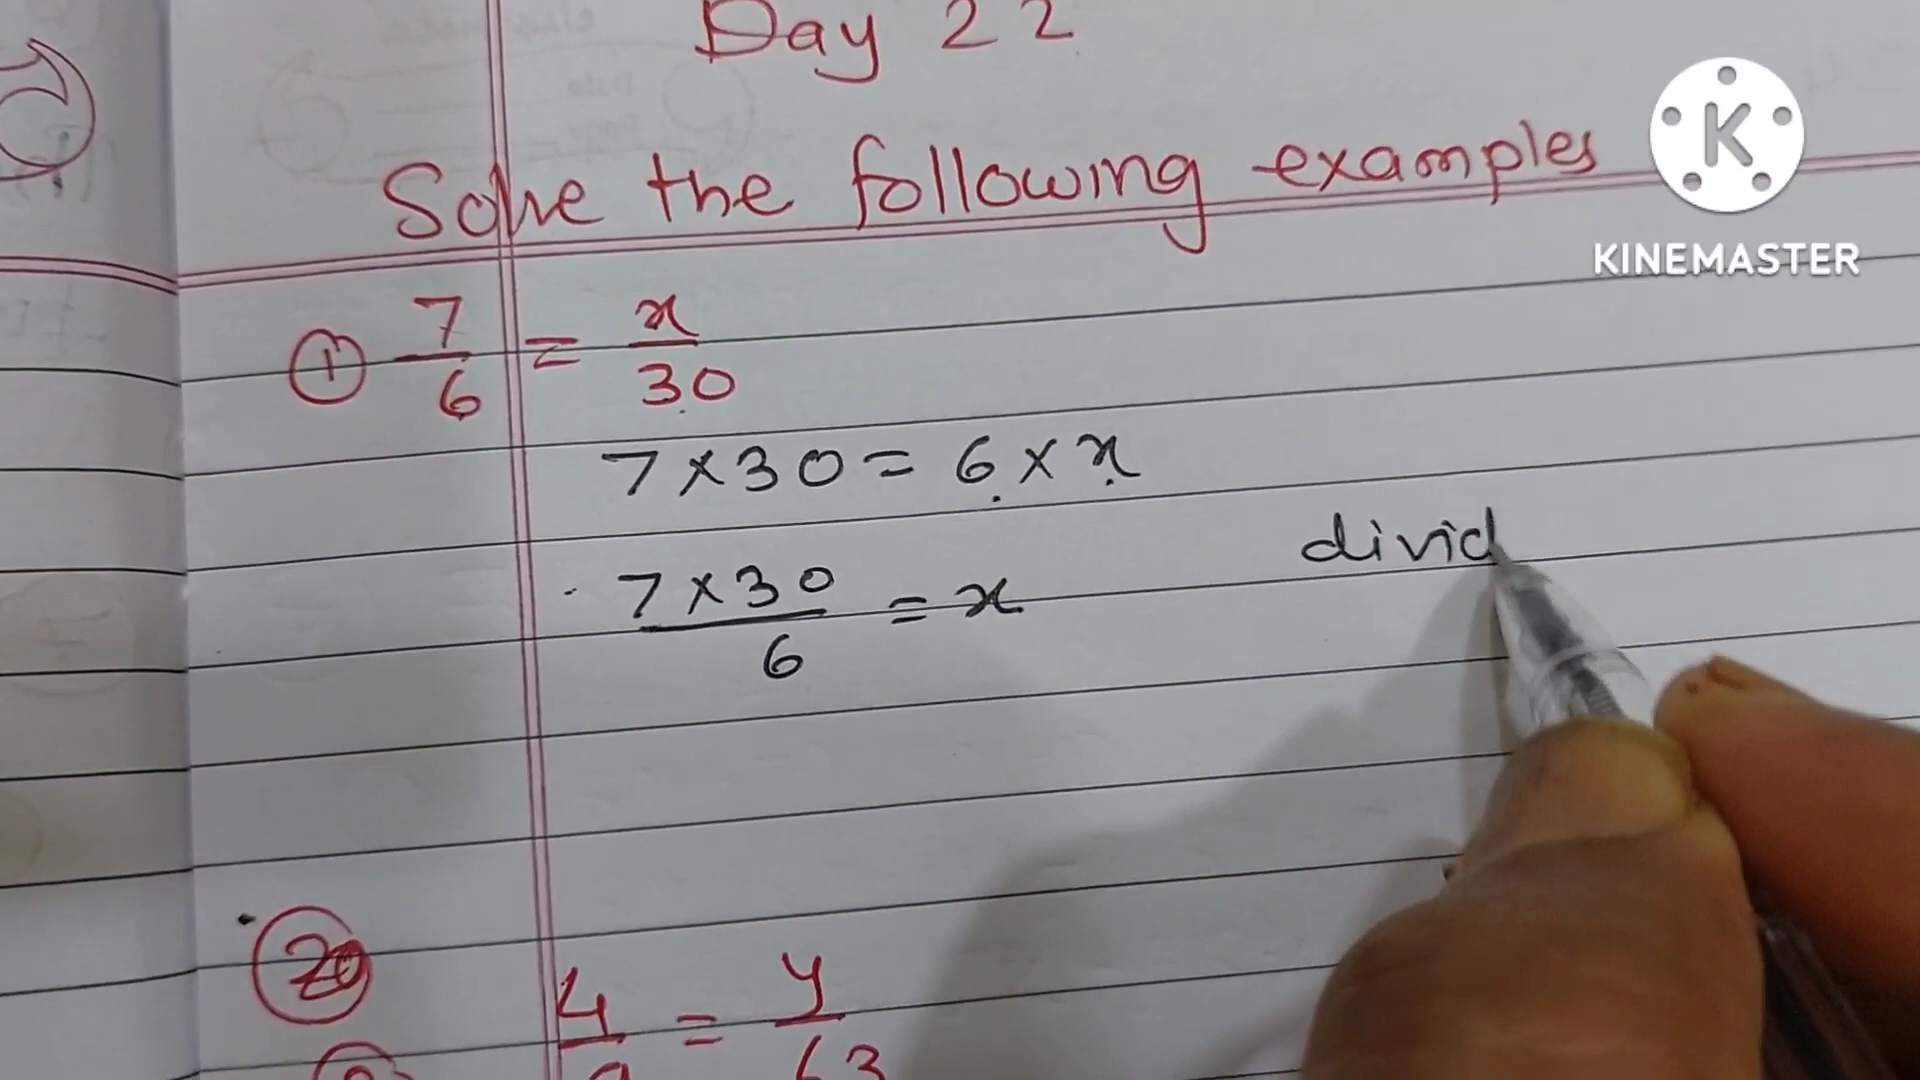 Day 22
Solve the following examples
K
KINEMASTER
① 7/6 = x/30
7×30 = 6×x
7×30/6 = x
divid
4/9 = y/63